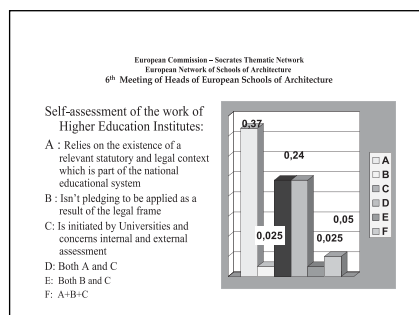 European Commission – Socrates Thematic Network
European Network of Schools of Architecture
6th Meeting of Heads of European Schools of Architecture
Self-assessment of the work of
Higher Education Institutes:
A : Relies on the existence of a
relevant statutory and legal context
which is part of the national
educational system
B : Isn't pledging to be applied as a
result of the legal frame
C: Is initiated by Universities and
concerns internal and external
assessment
D: Both A and C
E: Both B and C
F: A+B+C
0,37
0,24
0,05
0,025
0,025
A
B
C
D
E
F